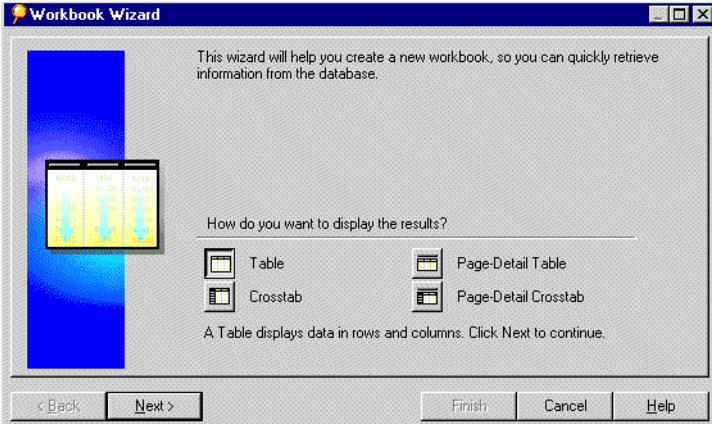 Workbook Wizard
This wizard will help you create a new workbook, so you can quickly retrieve
information from the database.
How do you want to display the results?
Table
Page-Detail Table
Crosstab
Page-Detail Crosstab
A Table displays data in rows and columns. Click Next to continue.
< Back
Next >
Finish
Cancel
Help